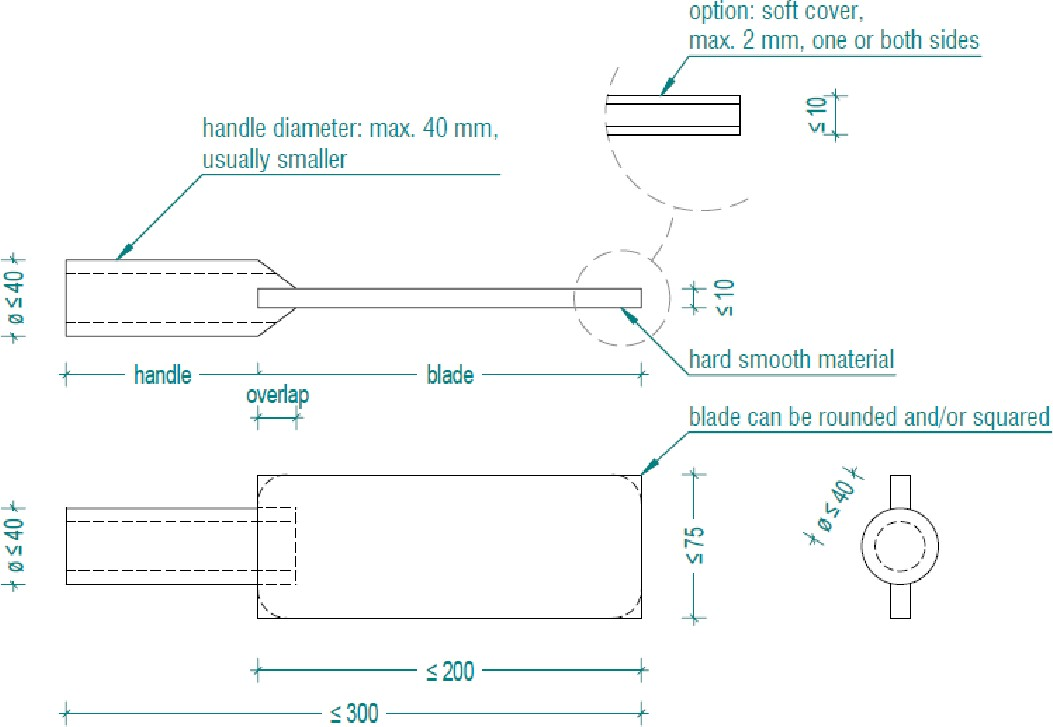 option: soft cover,
max. 2 mm, one or both sides
≤ 10
handle diameter: max. 40 mm,
usually smaller
ø ≤ 40
≤ 10
hard smooth material
handle
blade
overlap
blade can be rounded and/or squared
ø ≤ 40
≤ 75
ø ≤ 40
≤ 200
≤ 300